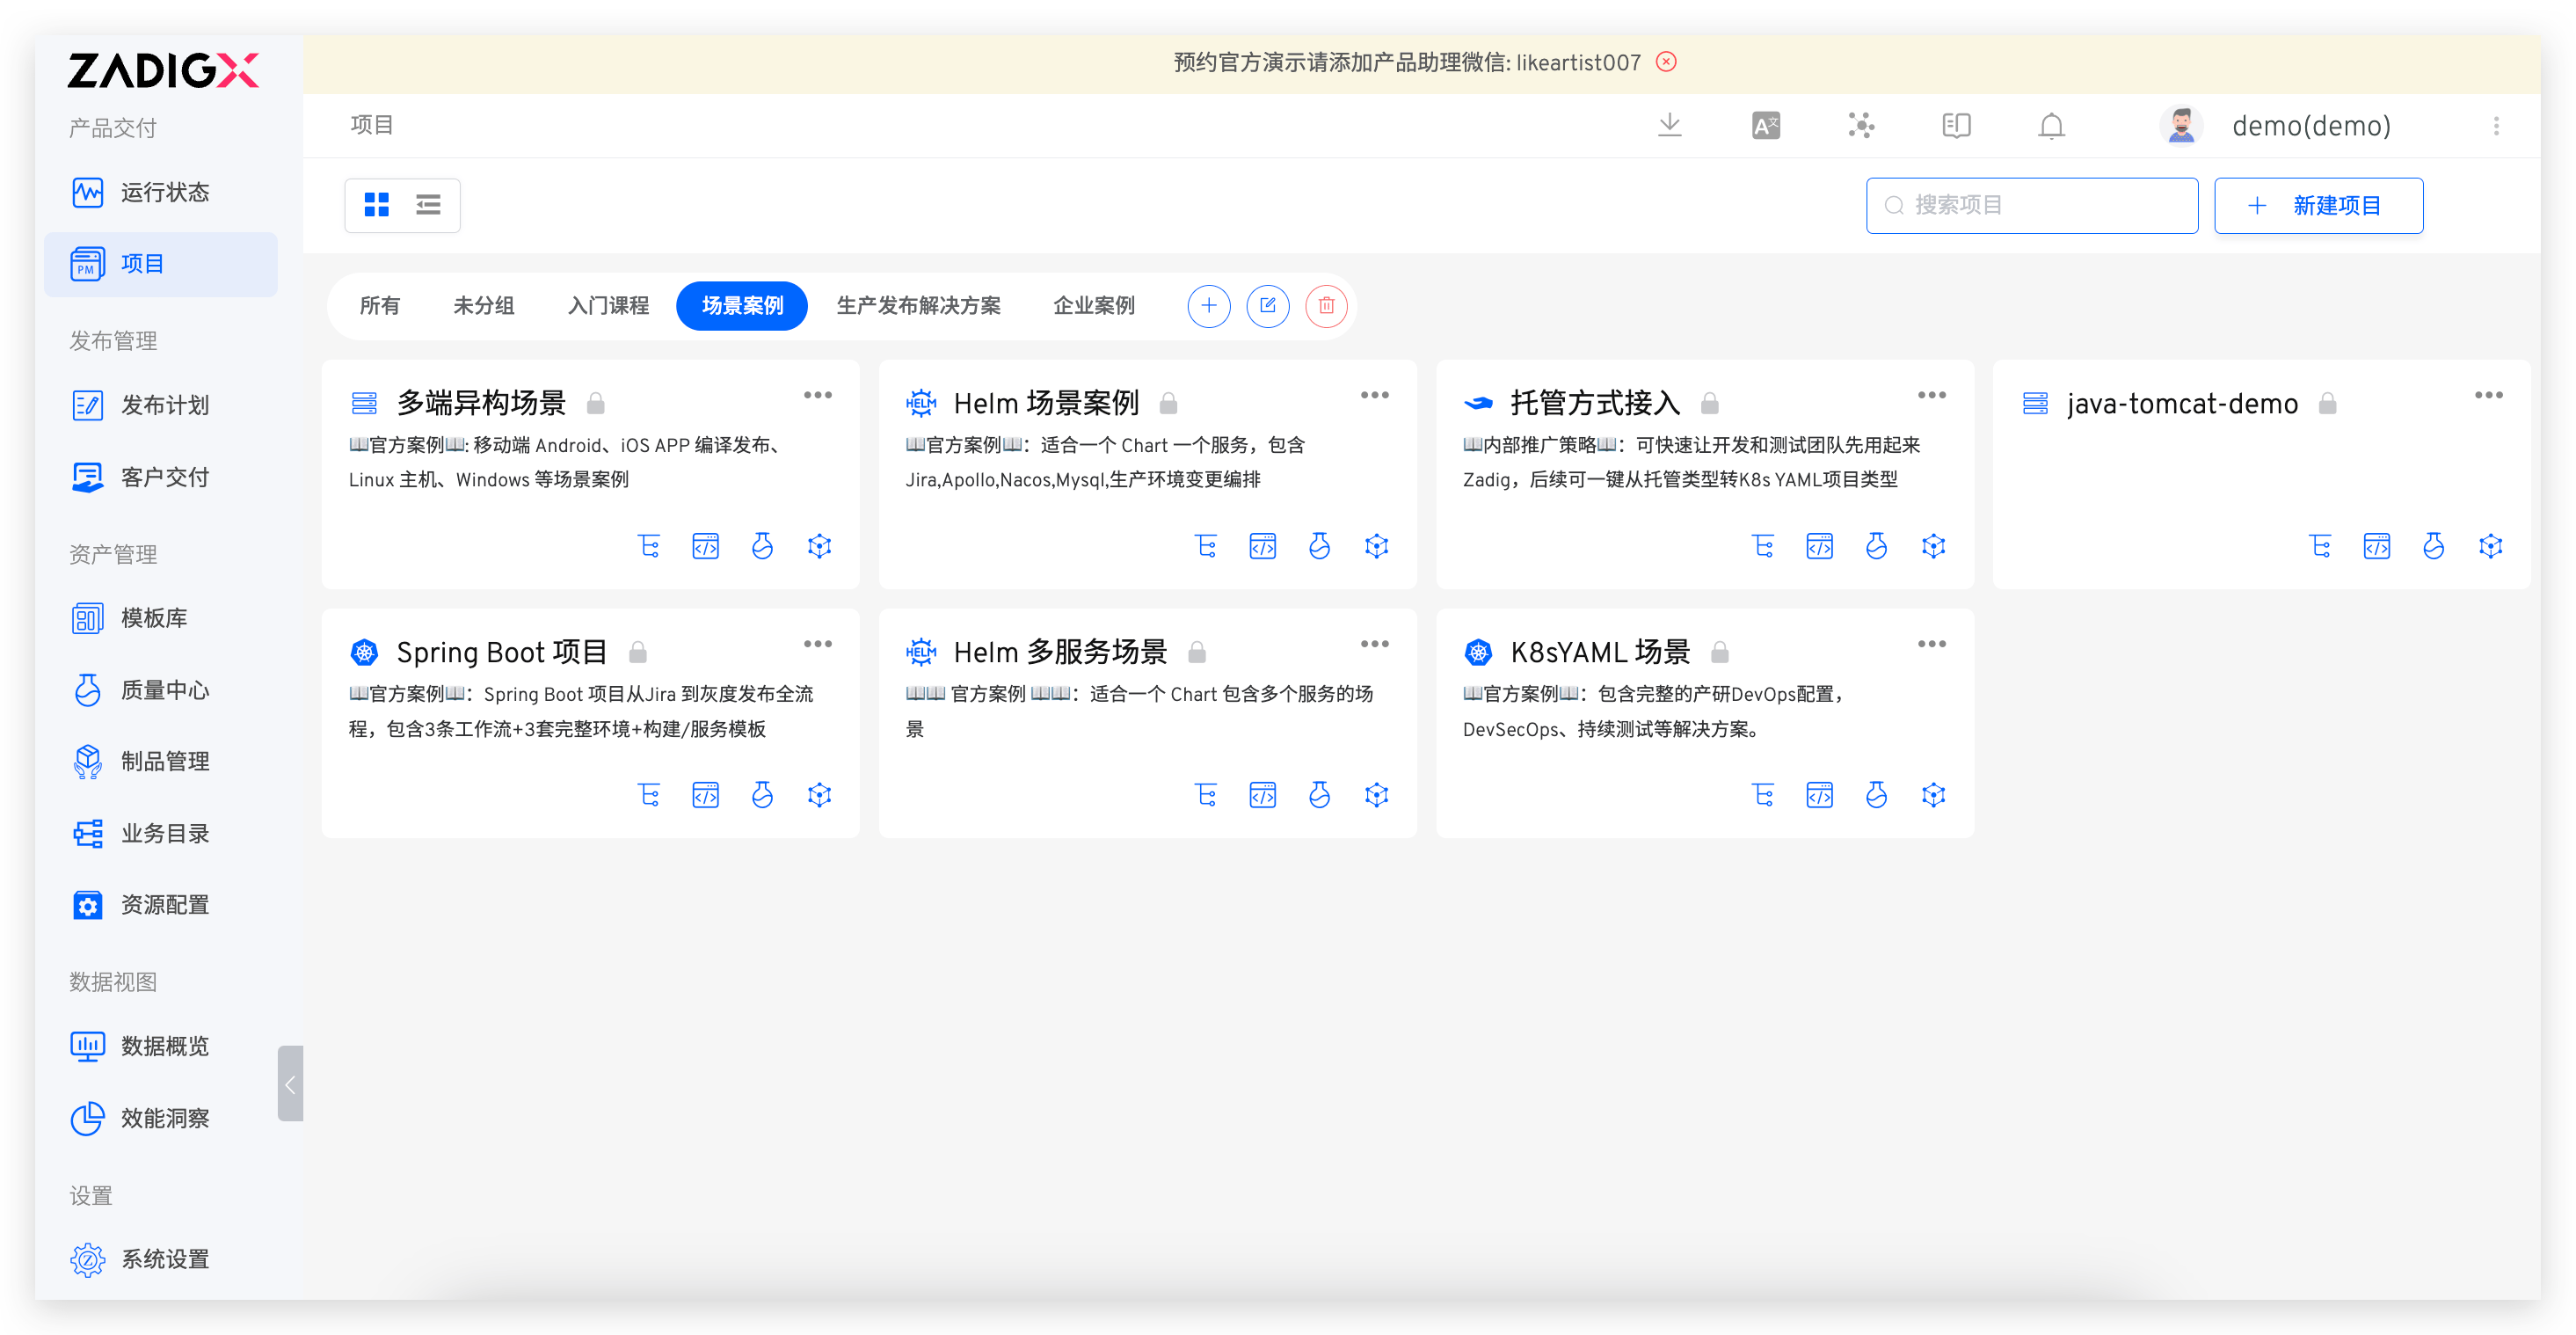 ZADIGX
预约官方演示请添加产品助理微信: likeartist007
产品交付
运行状态
PM
项目
发布管理
发布计划
客户交付
资产管理
模板库
质量中心
制品管理
业务目录
资源配置
数据视图
数据概览
效能洞察
设置
系统设置
项目
A文
demo(demo)
搜索项目
新建项目
所有
未分组
入门课程
场景案例
生产发布解决方案
企业案例
多端异构场景
📖官方案例📖: 移动端 Android、iOS APP 编译发布、
Linux 主机、Windows 等场景案例
HELM
Helm 场景案例
📖官方案例📖：适合一个 Chart 一个服务，包含
Jira,Apollo,Nacos,Mysql,生产环境变更编排
托管方式接入
📖内部推广策略📖：可快速让开发和测试团队先用起来
Zadig，后续可一键从托管类型转K8s YAML项目类型
java-tomcat-demo
Spring Boot 项目
📖官方案例📖：Spring Boot 项目从Jira 到灰度发布全流
程，包含3条工作流+3套完整环境+构建/服务模板
HELM
Helm 多服务场景
📖📖 官方案例 📖📖：适合一个 Chart 包含多个服务的场
景
K8sYAML 场景
📖官方案例📖：包含完整的产研DevOps配置，
DevSecOps、持续测试等解决方案。